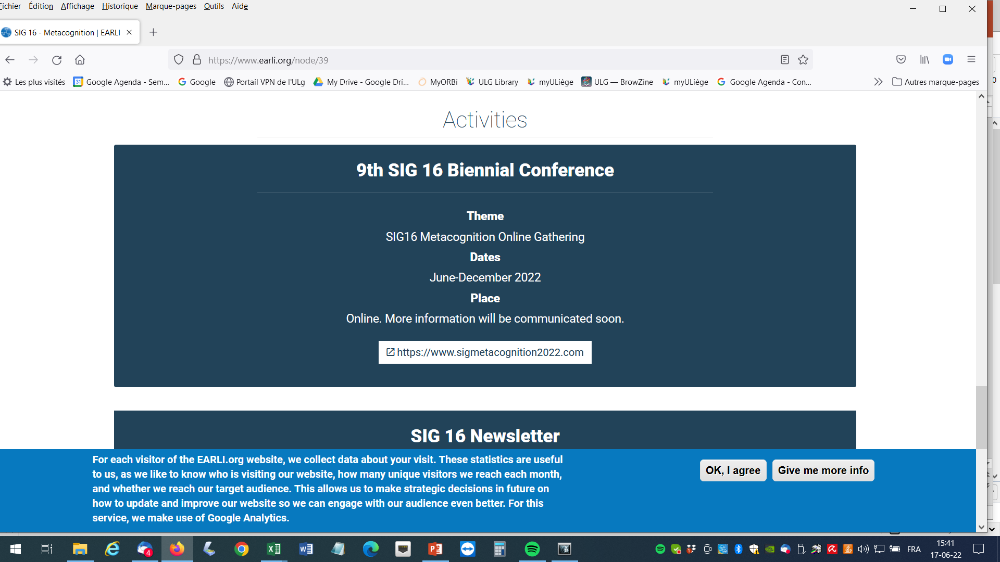 Fichier Édition Affichage Historique Marque-pages Outils Aide
SIG 16 - Metacognition | EARLI
https://www.earli.org/node/39
Les plus visités Google Agenda - Sem... Google Portail VPN de l'ULg My Drive - Google Dri... MyORBi ULG Library myULiège ULG — BrowZine myULiège Google Agenda - Con... Autres marque-pages
Activities
9th SIG 16 Biennial Conference
Theme
SIG16 Metacognition Online Gathering
Dates
June-December 2022
Place
Online. More information will be communicated soon.
https://www.sigmetacognition2022.com
SIG 16 Newsletter
For each visitor of the EARLI.org website, we collect data about your visit. These statistics are useful
to us, as we like to know who is visiting our website, how many unique visitors we reach each month,
and whether we reach our target audience. This allows us to make strategic decisions in future on
how to update and improve our website so we can engage with our audience even better. For this
service, we make use of Google Analytics.
OK, I agree Give me more info
4
FRA
15:41
17-06-22